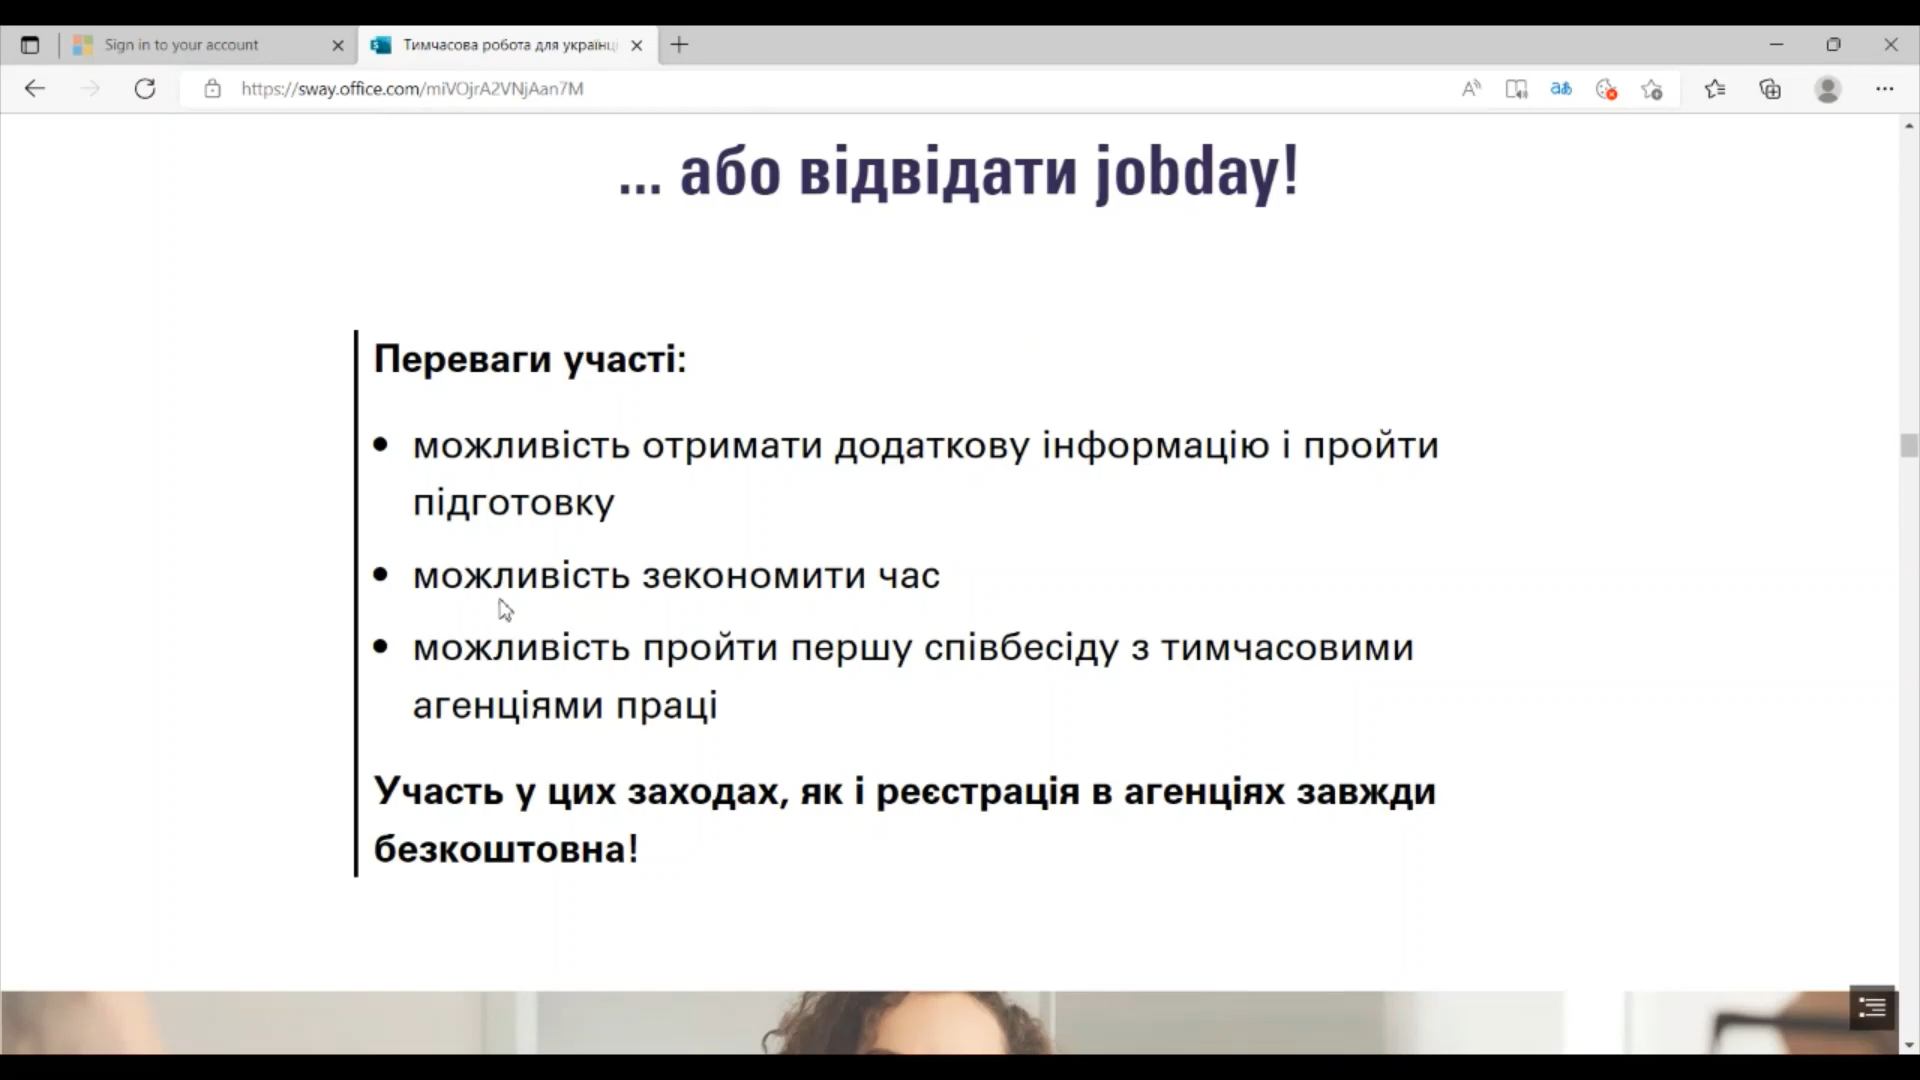 Sign in to your account
Тимчасова робота для українці
https://sway.office.com/miVOjrA2VNjAan7M
... або відвідати jobday!
Переваги участі:
• можливість отримати додаткову інформацію і пройти
підготовку
• можливість зекономити час
• можливість пройти першу співбесіду з тимчасовими
агенціями праці
Участь у цих заходах, як і реєстрація в агенціях завжди
безкоштовна!